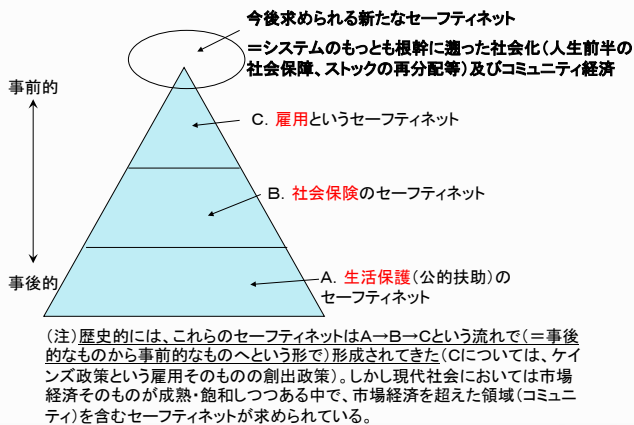 今後求められる新たなセーフティネット
=システムのもっとも根幹に遡った社会化(人生前半の
社会保障、ストックの再分配等)及びコミュニティ経済
事前的
C. 雇用というセーフティネット
B. 社会保険のセーフティネット
事後的
A. 生活保護(公的扶助)の
セーフティネット
(注)歴史的には、これらのセーフティネットはA→B→Cという流れで(=事後
的なものから事前的なものへという形で)形成されてきた(Cについては、ケイ
ンズ政策という雇用そのものの創出政策)。しかし現代社会においては市場
経済そのものが成熟・飽和しつつある中で、市場経済を超えた領域(コミュニ
ティ)を含むセーフティネットが求められている。